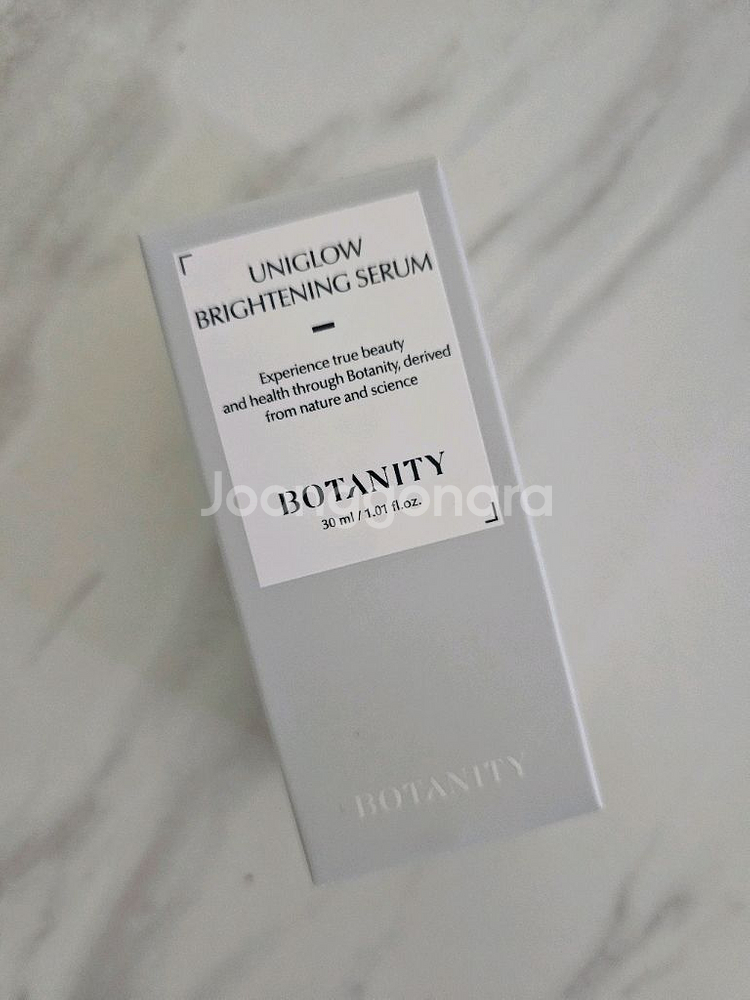 UNIGLOW
BRIGHTENING SERUM
Experience true beauty
and health through Botanity, derived
from nature and science
BOTANITY
Joonggonara
30 ml / 1.01 fl.oz.
BOTANITY